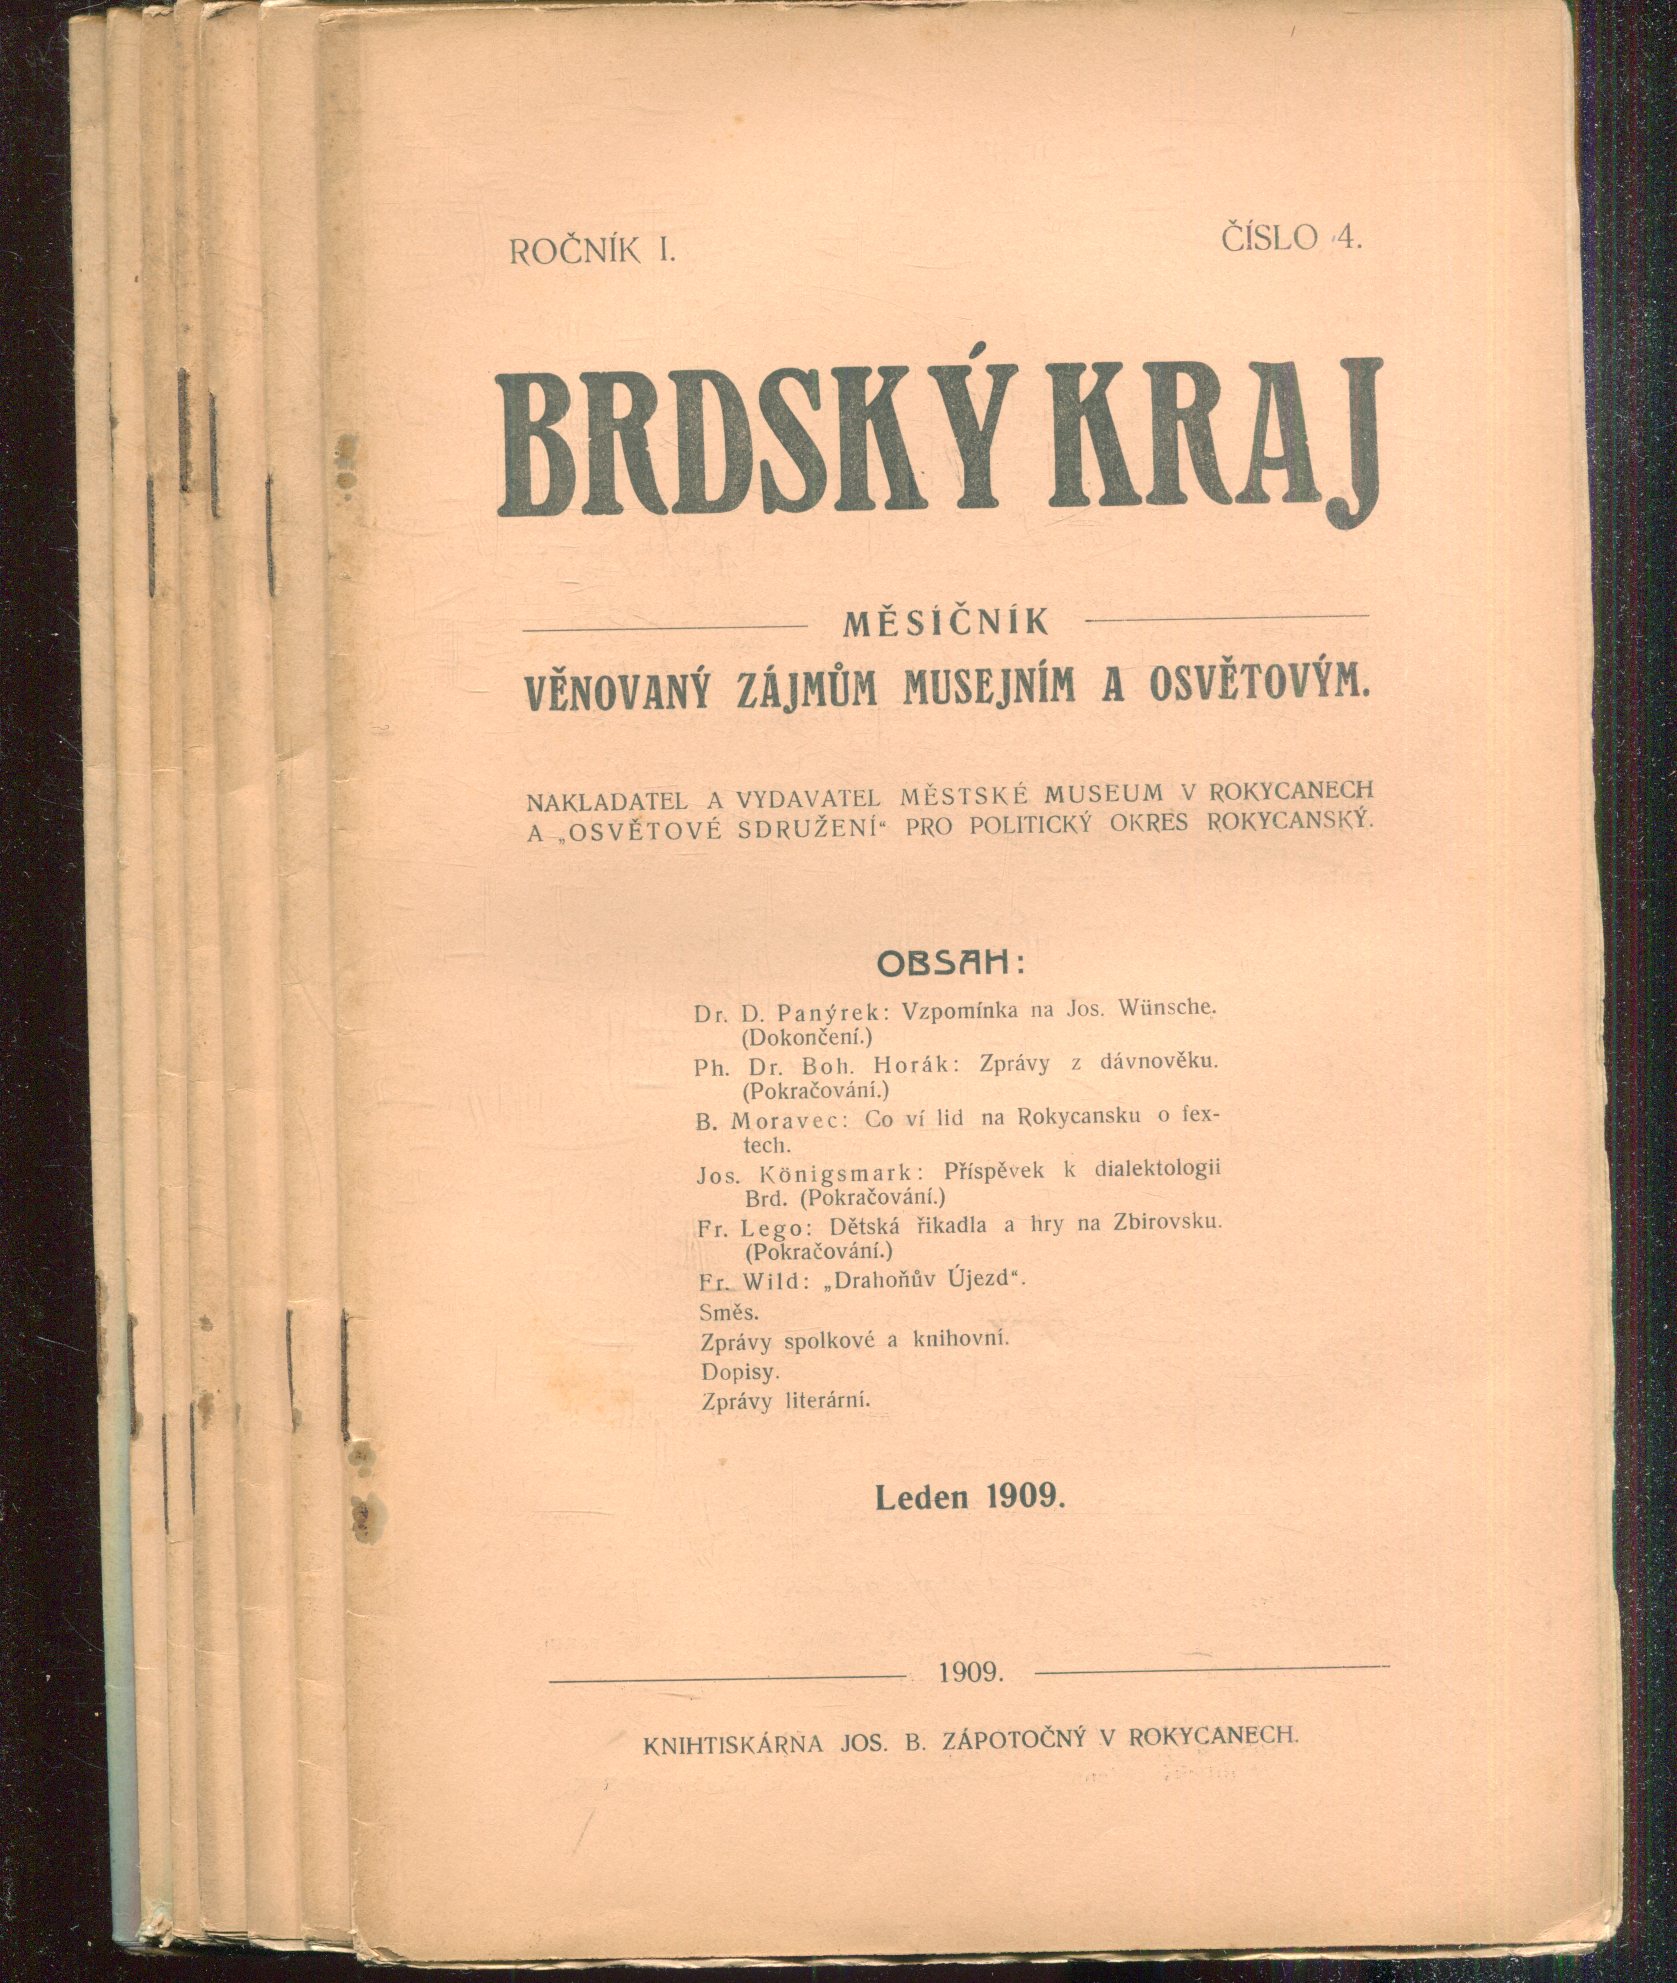 ROČNÍK I.
ČÍSLO 4.
BRDSKÝ KRAJ
MĚSÍČNÍK
VĚNOVANÝ ZÁJMŮM MUSEJNÍM A OSVĚTOVÝM.
NAKLADATEL A VYDAVATEL MĚSTSKÉ MUSEUM V ROKYCANECH
A „OSVĚTOVÉ SDRUŽENÍ“ PRO POLITICKÝ OKRES ROKYCANSKÝ.
OBSAH:
Dr. D. Panýrek: Vzpomínka na Jos. Wünsche.
(Dokončení.)
Ph. Dr. Boh. Horák: Zprávy z dávnověku.
(Pokračování.)
B. Moravec: Co ví lid na Rokycansku o fex-
tech.
Jos. Königsmark: Příspěvek k dialektologii
Brd. (Pokračování.)
Fr. Lego: Dětská řikadla a hry na Zbirovsku.
(Pokračování.)
Fr. Wild: „Drahoňův Újezd“.
Směs.
Zprávy spolkové a knihovní.
Dopisy.
Zprávy literární.
Leden 1909.
1909.
KNIHTISKÁRNA JOS. B. ZÁPOTOČNÝ V ROKYCANECH.